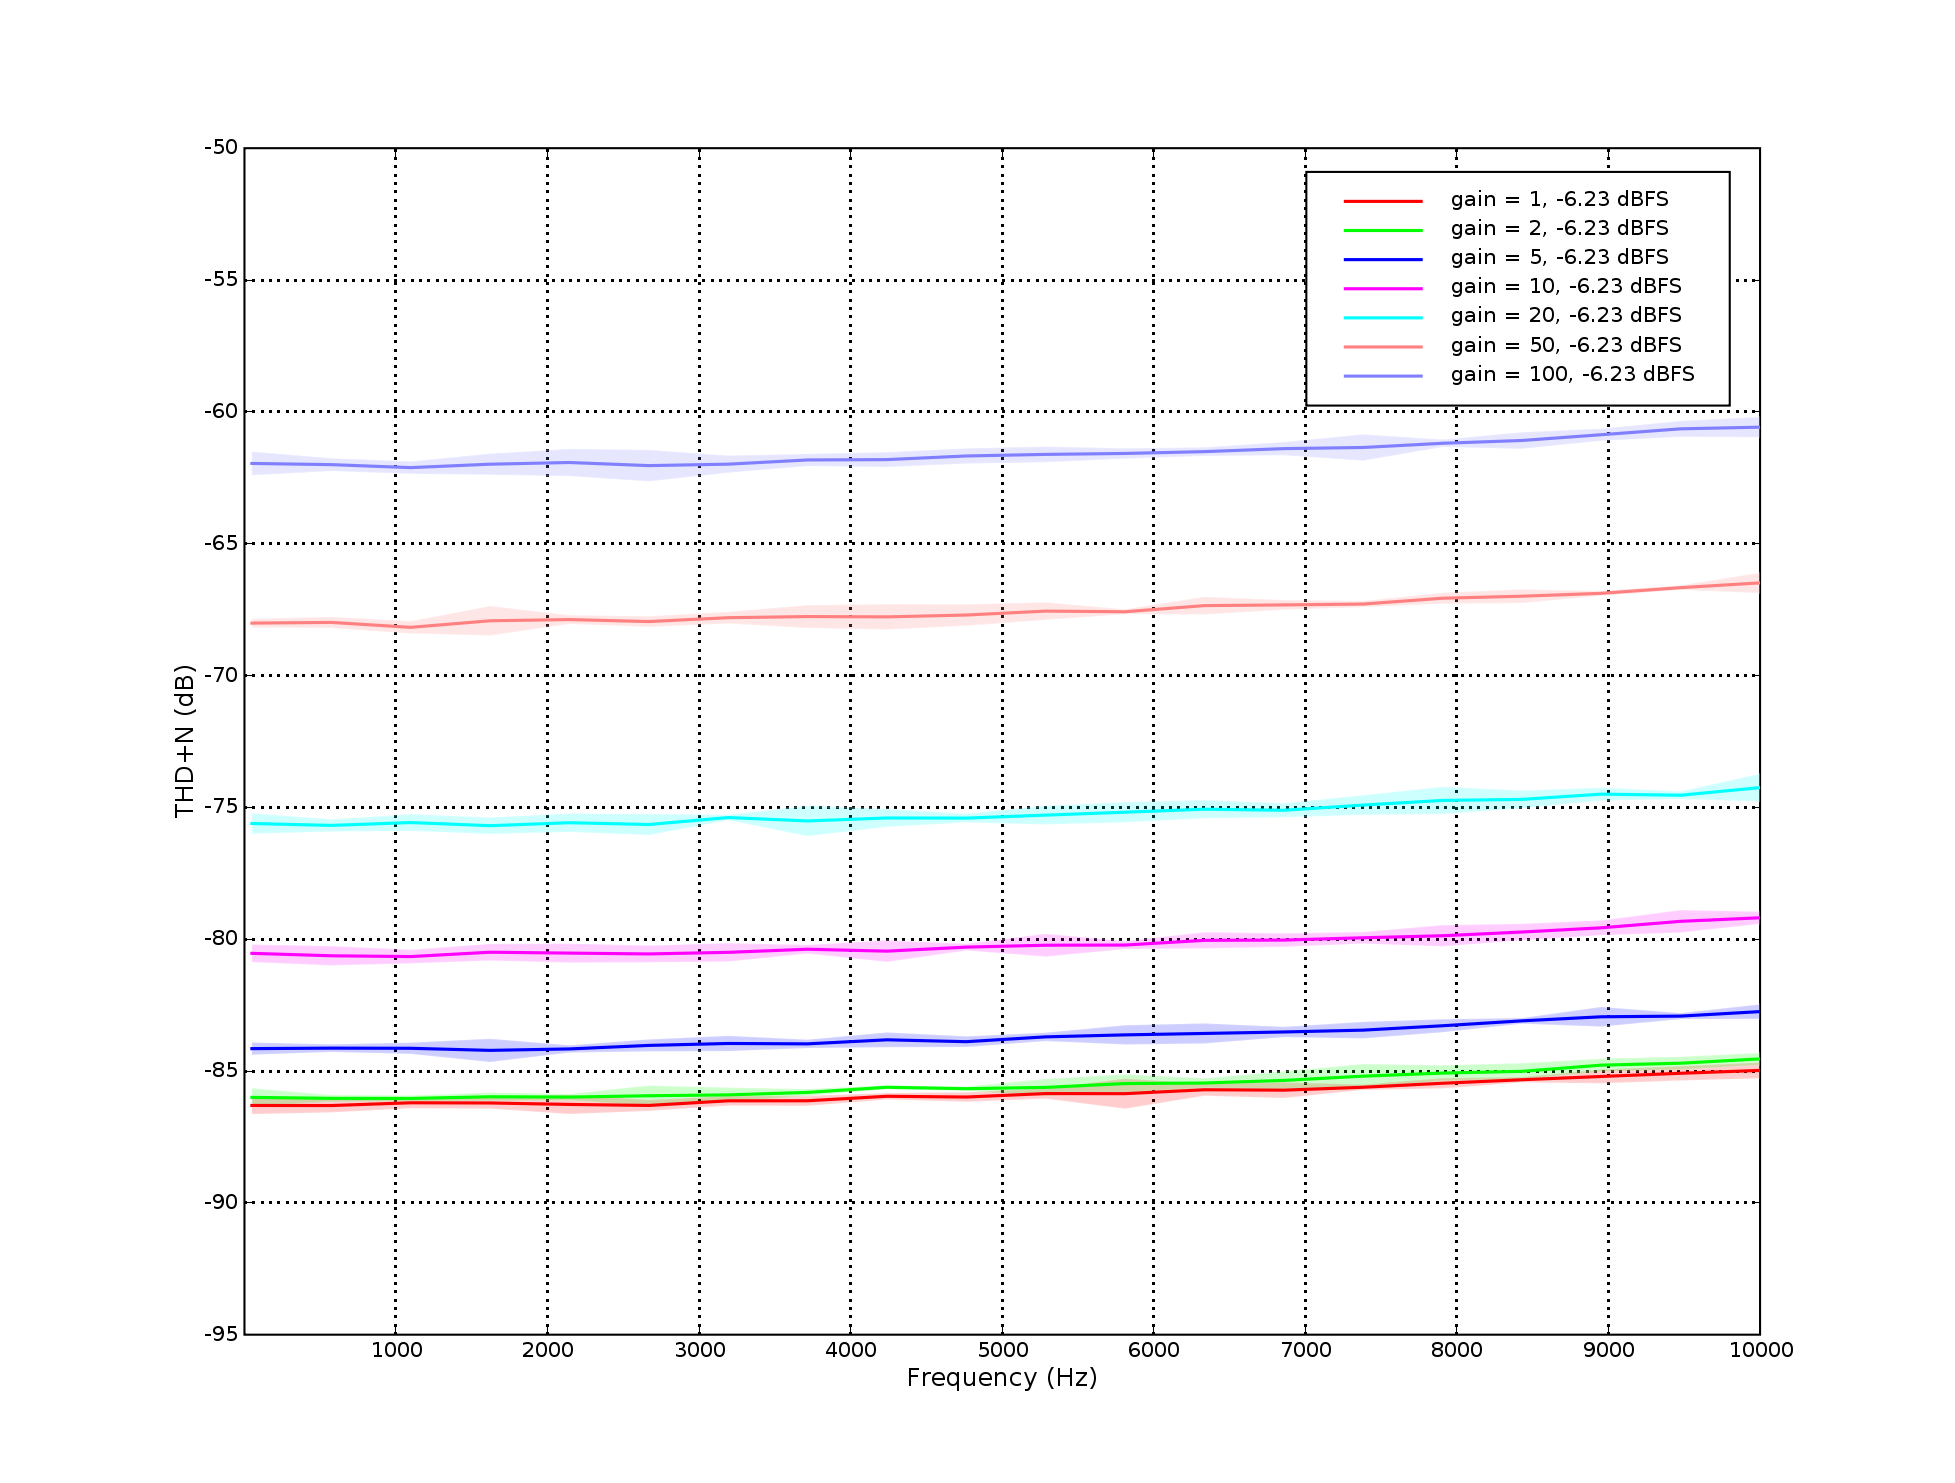 -50
-55
-60
-65
-70
-75
-80
-85
-90
-95
THD+N (dB)
gain = 1, -6.23 dBFS
gain = 2, -6.23 dBFS
gain = 5, -6.23 dBFS
gain = 10, -6.23 dBFS
gain = 20, -6.23 dBFS
gain = 50, -6.23 dBFS
gain = 100, -6.23 dBFS
1000 2000 3000 4000 5000 6000 7000 8000 9000 10000
Frequency (Hz)